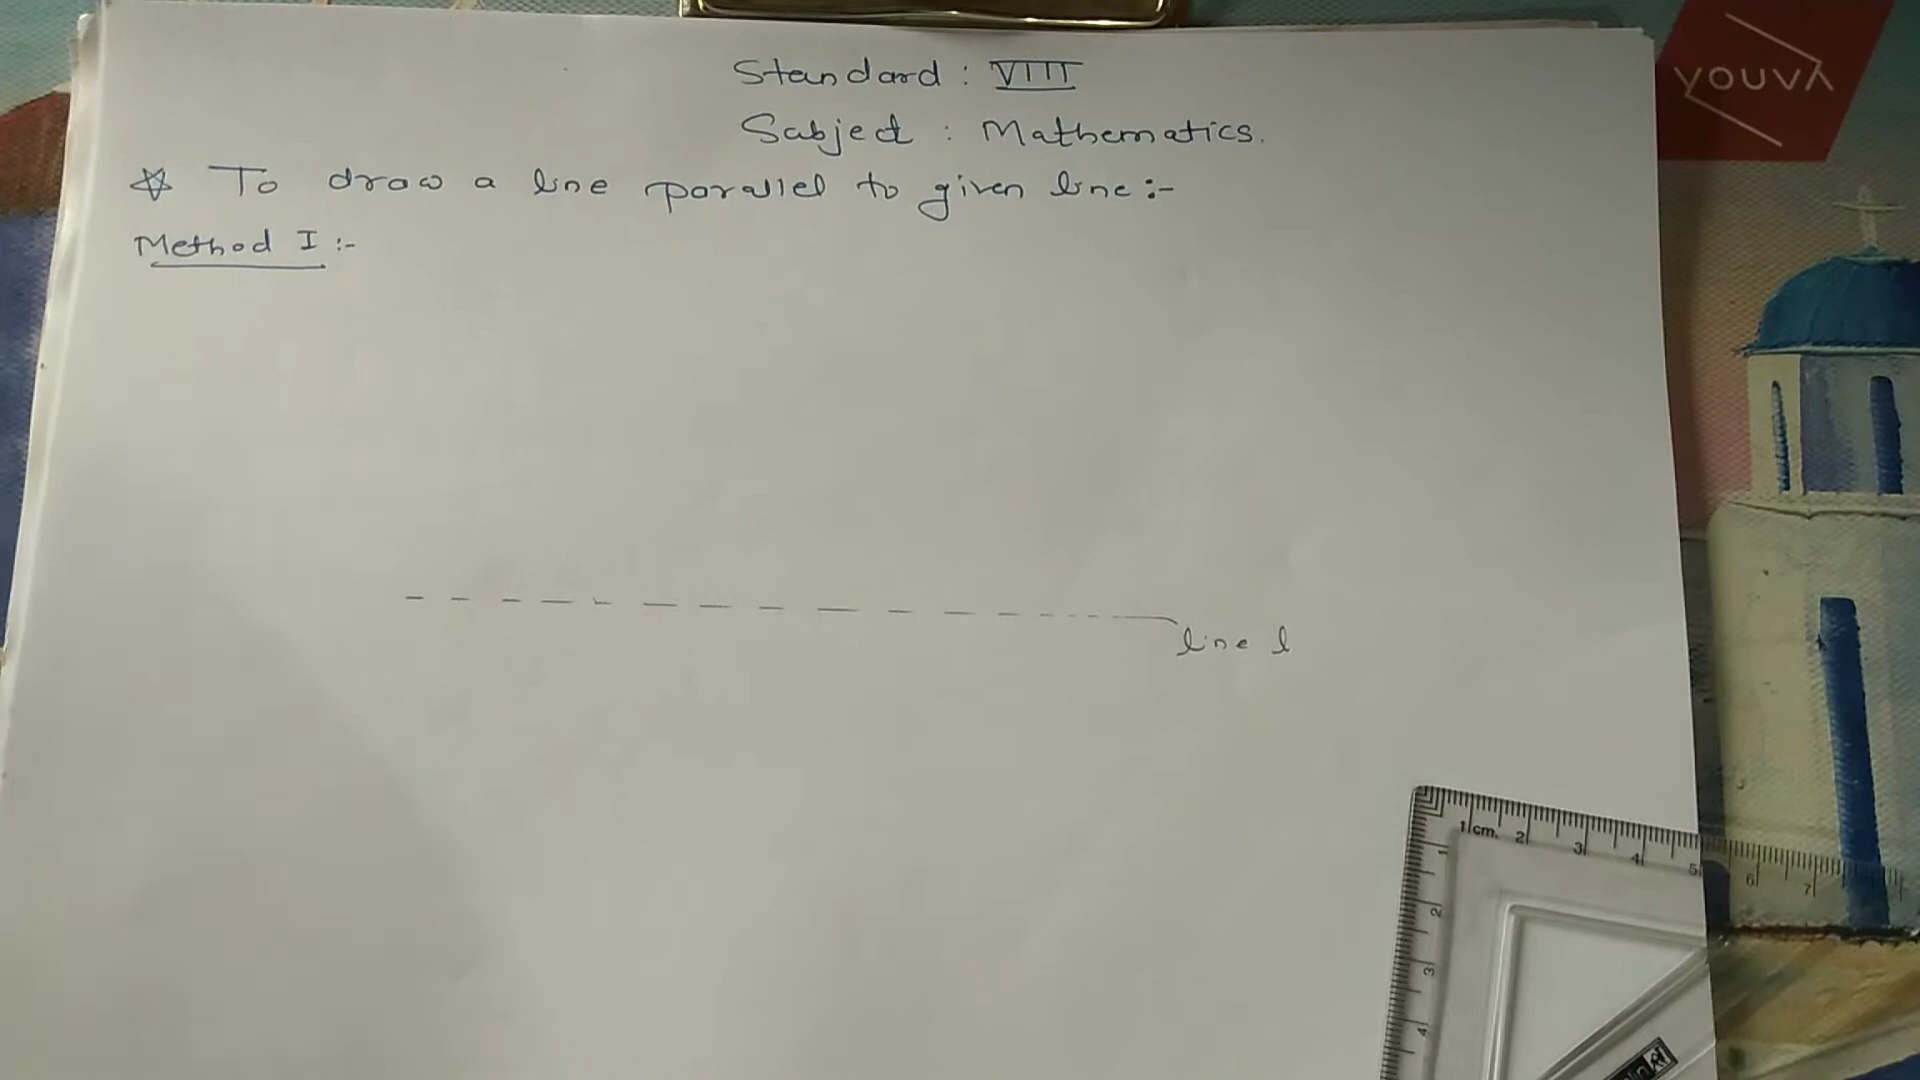 Standard : VIII
Subject : Mathematics.
☆ To draw a line parallel to given line:-
Method I :-
line l
YOUVA
1 cm. 2 3 4 5 6 7
1
2
3
4